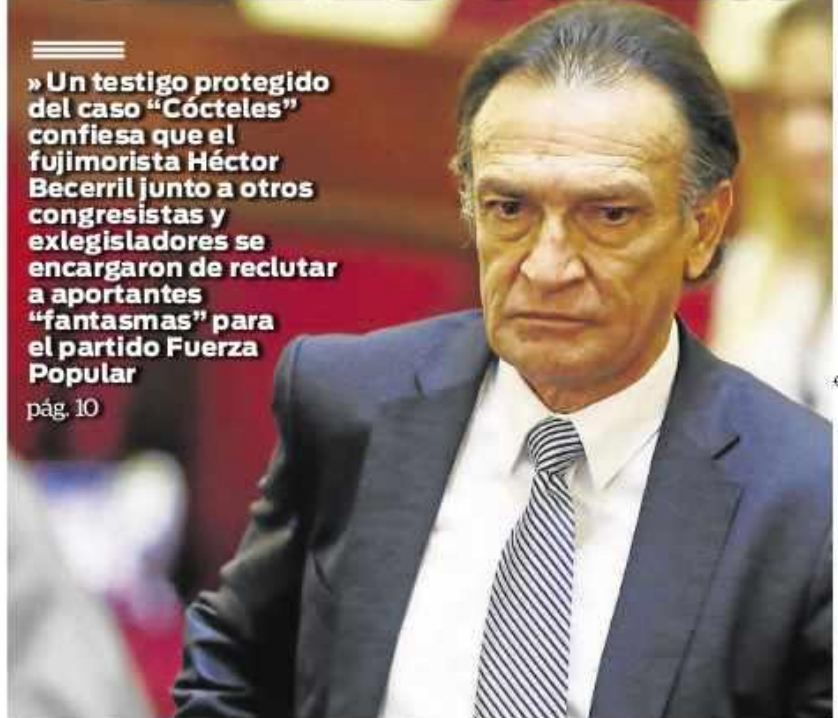 » Un testigo protegido
del caso “Cócteles”
confiesa que el
fujimorista Héctor
Becerril junto a otros
congresistas y
exlegisladores se
encargaron de reclutar
a aportantes
“fantasmas” para
el partido Fuerza
Popular
pág. 10